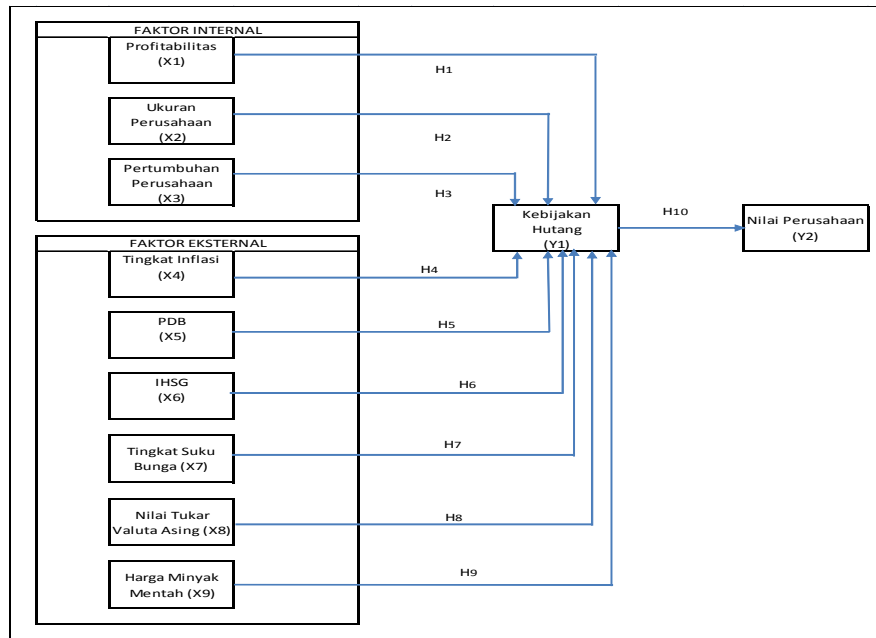 FAKTOR INTERNAL
Profitabilitas
(X1)
H1
Ukuran
Perusahaan
(X2)
H2
Pertumbuhan
Perusahaan
(X3)
H3
Kebijakan
Hutang
(Y1)
H10
Nilai Perusahaan
(Y2)
FAKTOR EKSTERNAL
Tingkat Inflasi
(X4)
H4
PDB
(X5)
H5
IHSG
(X6)
H6
Tingkat Suku
Bunga (X7)
H7
Nilai Tukar
Valuta Asing (X8)
H8
Harga Minyak
Mentah (X9)
H9